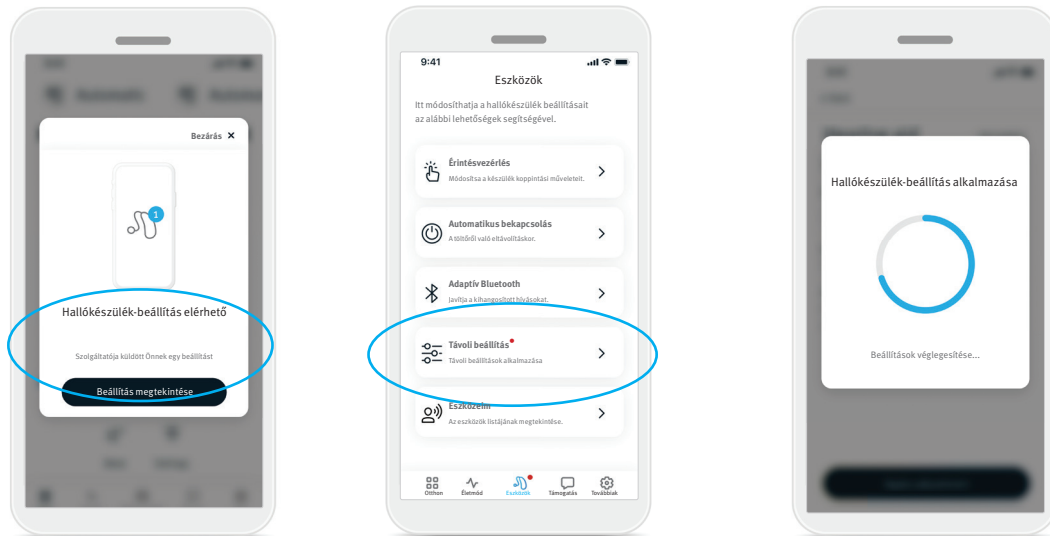 Bezárás ×
1
Hallókészülék-beállítás elérhető
Szolgáltatója küldött Önnek egy beállítást
Beállítás megtekintése
9:41
Eszközök
Itt módosíthatja a hallókészülék beállításait
az alábbi lehetőségek segítségével.
Érintésvezérlés
Módosítsa a készülék koppintási műveleteit.
Automatikus bekapcsolás
A töltőről való eltávolításkor.
Adaptív Bluetooth
Javítja a kihangosított hívásokat.
Távoli beállítás
Távoli beállítások alkalmazása
Eszközeim
Az eszközök listájának megtekintése.
Otthon Életmód Eszközök Támogatás Továbbiak
Hallókészülék-beállítás alkalmazása
Beállítások véglegesítése...